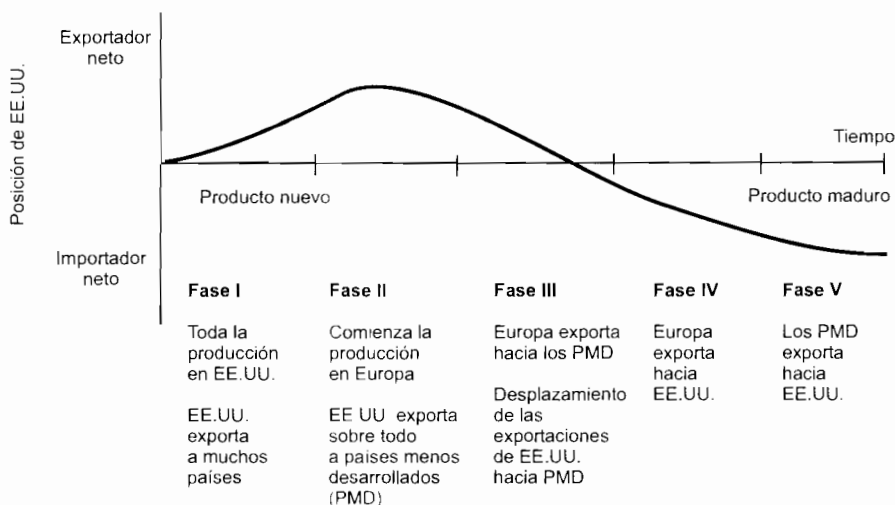 Exportador
neto
Posición de EE.UU.
Tiempo
Producto nuevo
Producto maduro
Importador
neto
Fase I
Toda la
producción
en EE.UU.
EE.UU.
exporta
a muchos
países
Fase II
Comienza la
producción
en Europa
EE UU exporta
sobre todo
a paises menos
desarrollados
(PMD)
Fase III
Europa exporta
hacia los PMD
Desplazamiento
de las
exportaciones
de EE.UU.
hacia PMD
Fase IV
Europa
exporta
hacia
EE.UU.
Fase V
Los PMD
exporta
hacia
EE.UU.